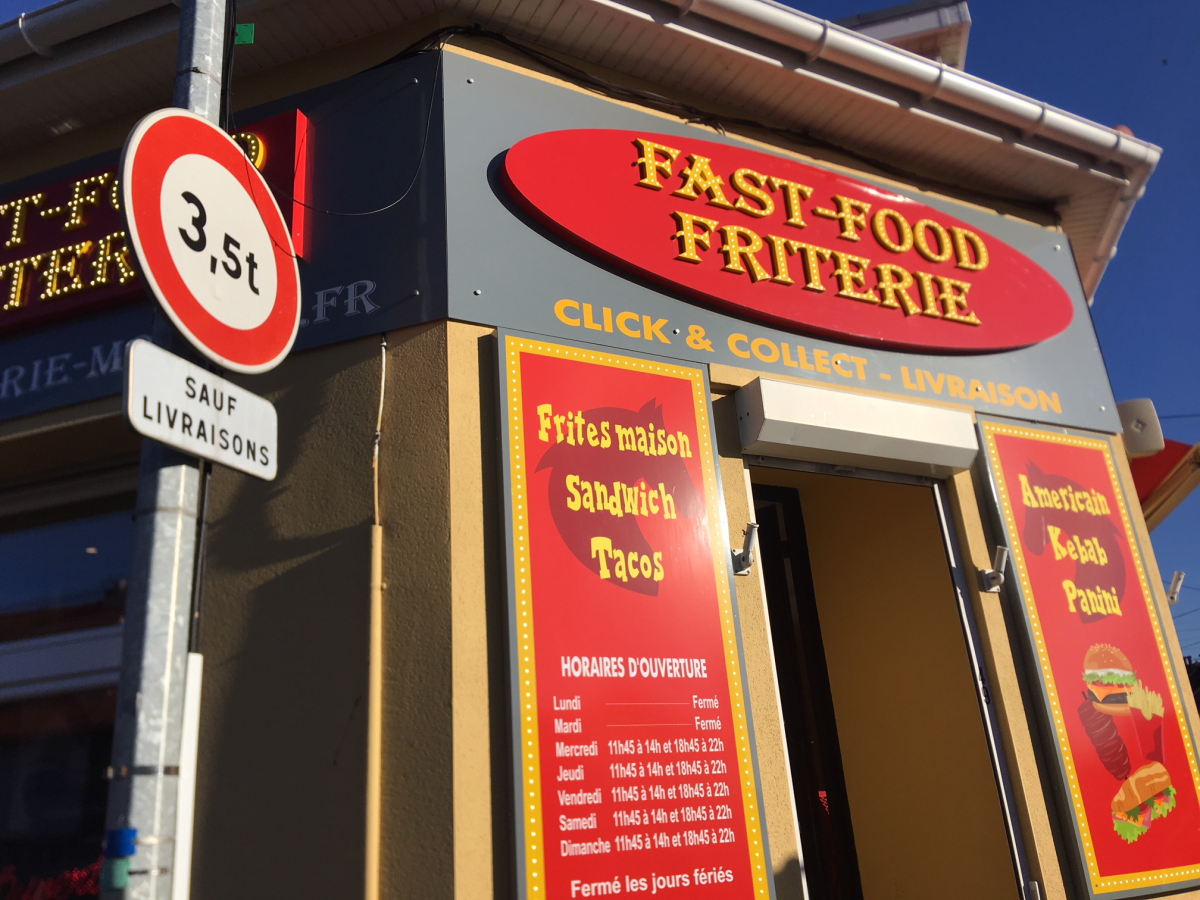 3,5t
SAUF
LIVRAISONS
.FR
FAST-FOOD
FRITERIE
CLICK & COLLECT - LIVRAISON
Frites maison
Sandwich
Tacos
HORAIRES D'OUVERTURE
Lundi Fermé
Mardi Fermé
Mercredi 11h45 à 14h et 18h45 à 22h
Jeudi 11h45 à 14h et 18h45 à 22h
Vendredi 11h45 à 14h et 18h45 à 22h
Samedi 11h45 à 14h et 18h45 à 22h
Dimanche 11h45 à 14h et 18h45 à 22h
Fermé les jours fériés
Americain
Kebab
Panini